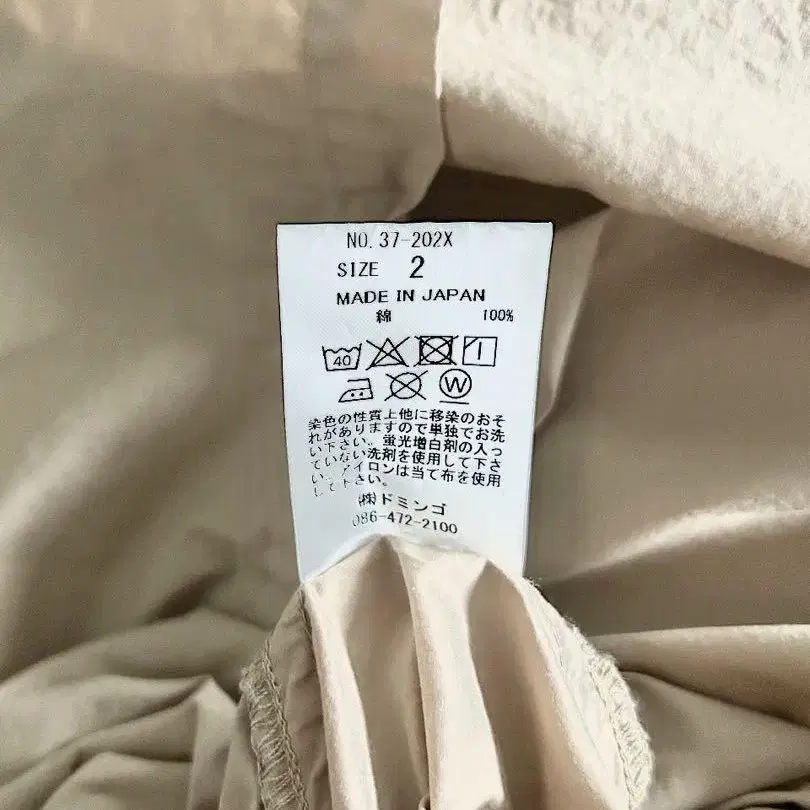 NO. 37-202X
SIZE 2
MADE IN JAPAN
綿 100%
40
W
染色の性質上他に移染のおそ
れがありますので単独でお洗
い下さい。蛍光増白剤の入っ
ていない洗剤を使用して下さ
い。アイロンは当て布を使用
して下さい。
㈱ドミンゴ
086-472-2100